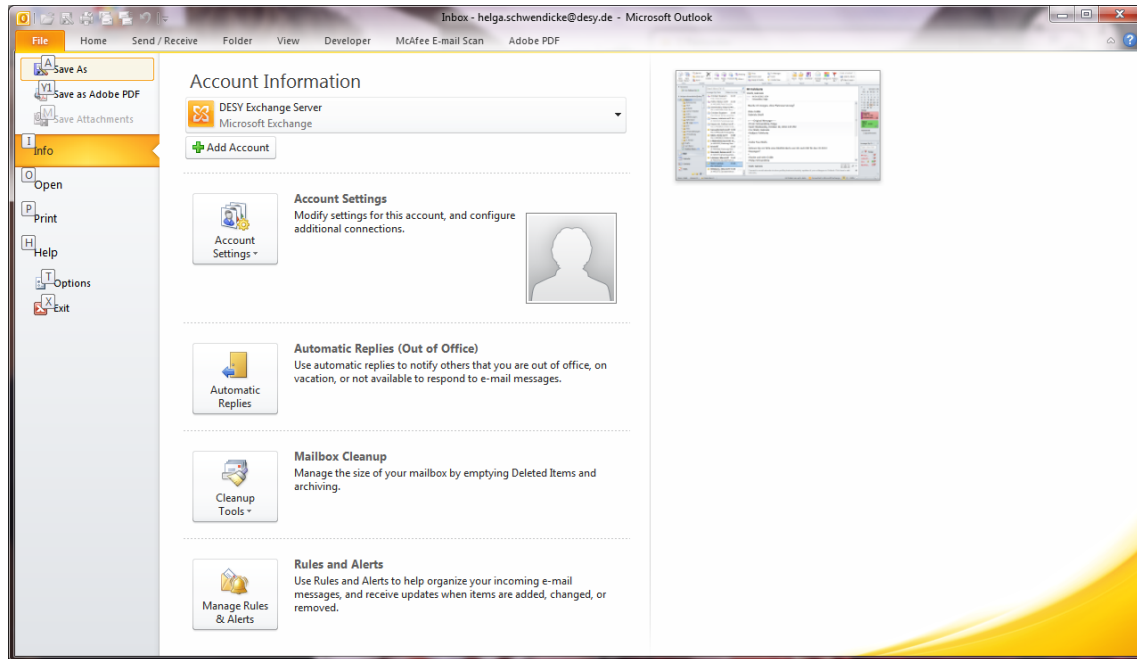 Inbox - helga.schwendicke@desy.de - Microsoft Outlook
File Home Send / Receive Folder View Developer McAfee E-mail Scan Adobe PDF
A Save As
Y1 Save as Adobe PDF
M Save Attachments
I Info
O Open
P Print
H Help
T Options
X Exit
Account Information
DESY Exchange Server
Microsoft Exchange
Add Account
Account Settings
Account Settings
Modify settings for this account, and configure
additional connections.
Automatic Replies
Automatic Replies (Out of Office)
Use automatic replies to notify others that you are out of office, on
vacation, or not available to respond to e-mail messages.
Cleanup Tools
Mailbox Cleanup
Manage the size of your mailbox by emptying Deleted Items and
archiving.
Manage Rules & Alerts
Rules and Alerts
Use Rules and Alerts to help organize your incoming e-mail
messages, and receive updates when items are added, changed, or
removed.